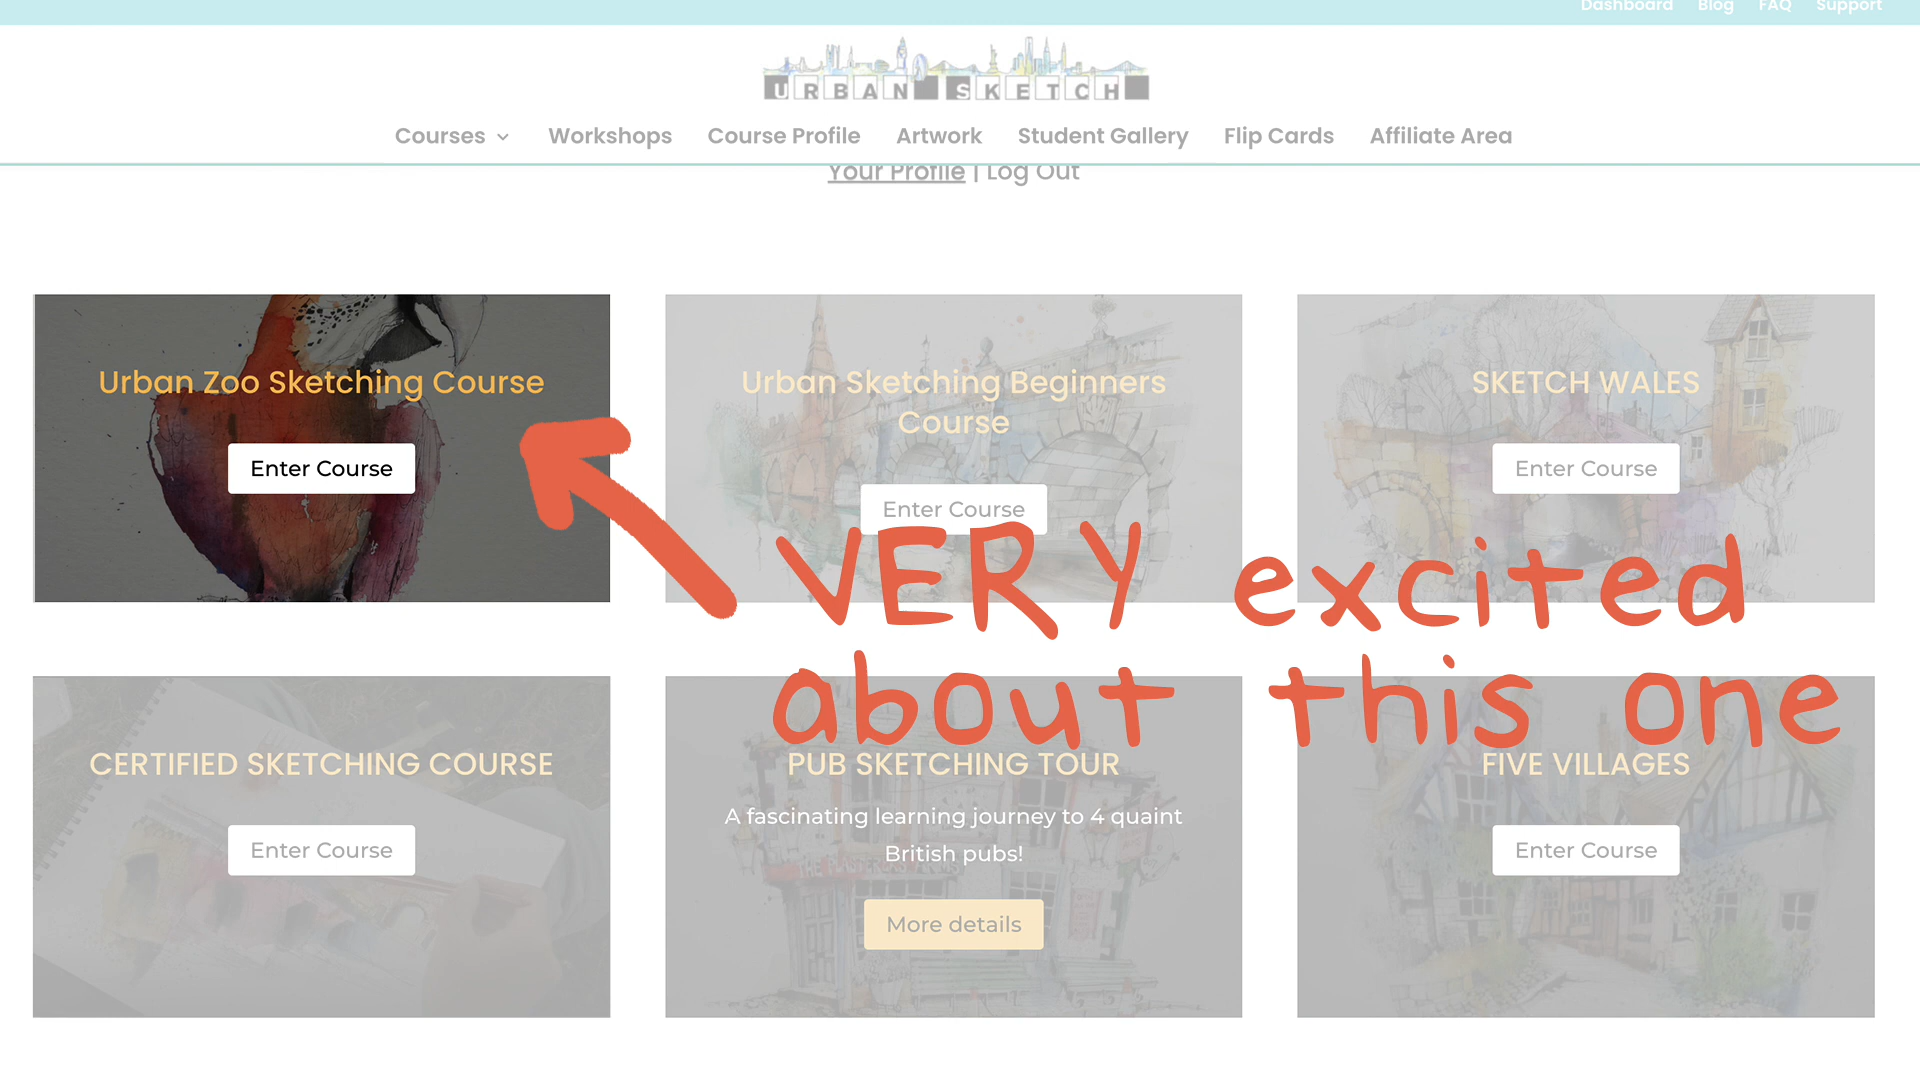 Dashboard Blog FAQ Support
URBAN SKETCH
Courses Workshops Course Profile Artwork Student Gallery Flip Cards Affiliate Area
Your Profile | Log Out
Urban Zoo Sketching Course
Enter Course
Urban Sketching Beginners
Course
Enter Course
SKETCH WALES
Enter Course
VERY excited
about this one
CERTIFIED SKETCHING COURSE
Enter Course
PUB SKETCHING TOUR
A fascinating learning journey to 4 quaint
British pubs!
More details
FIVE VILLAGES
Enter Course